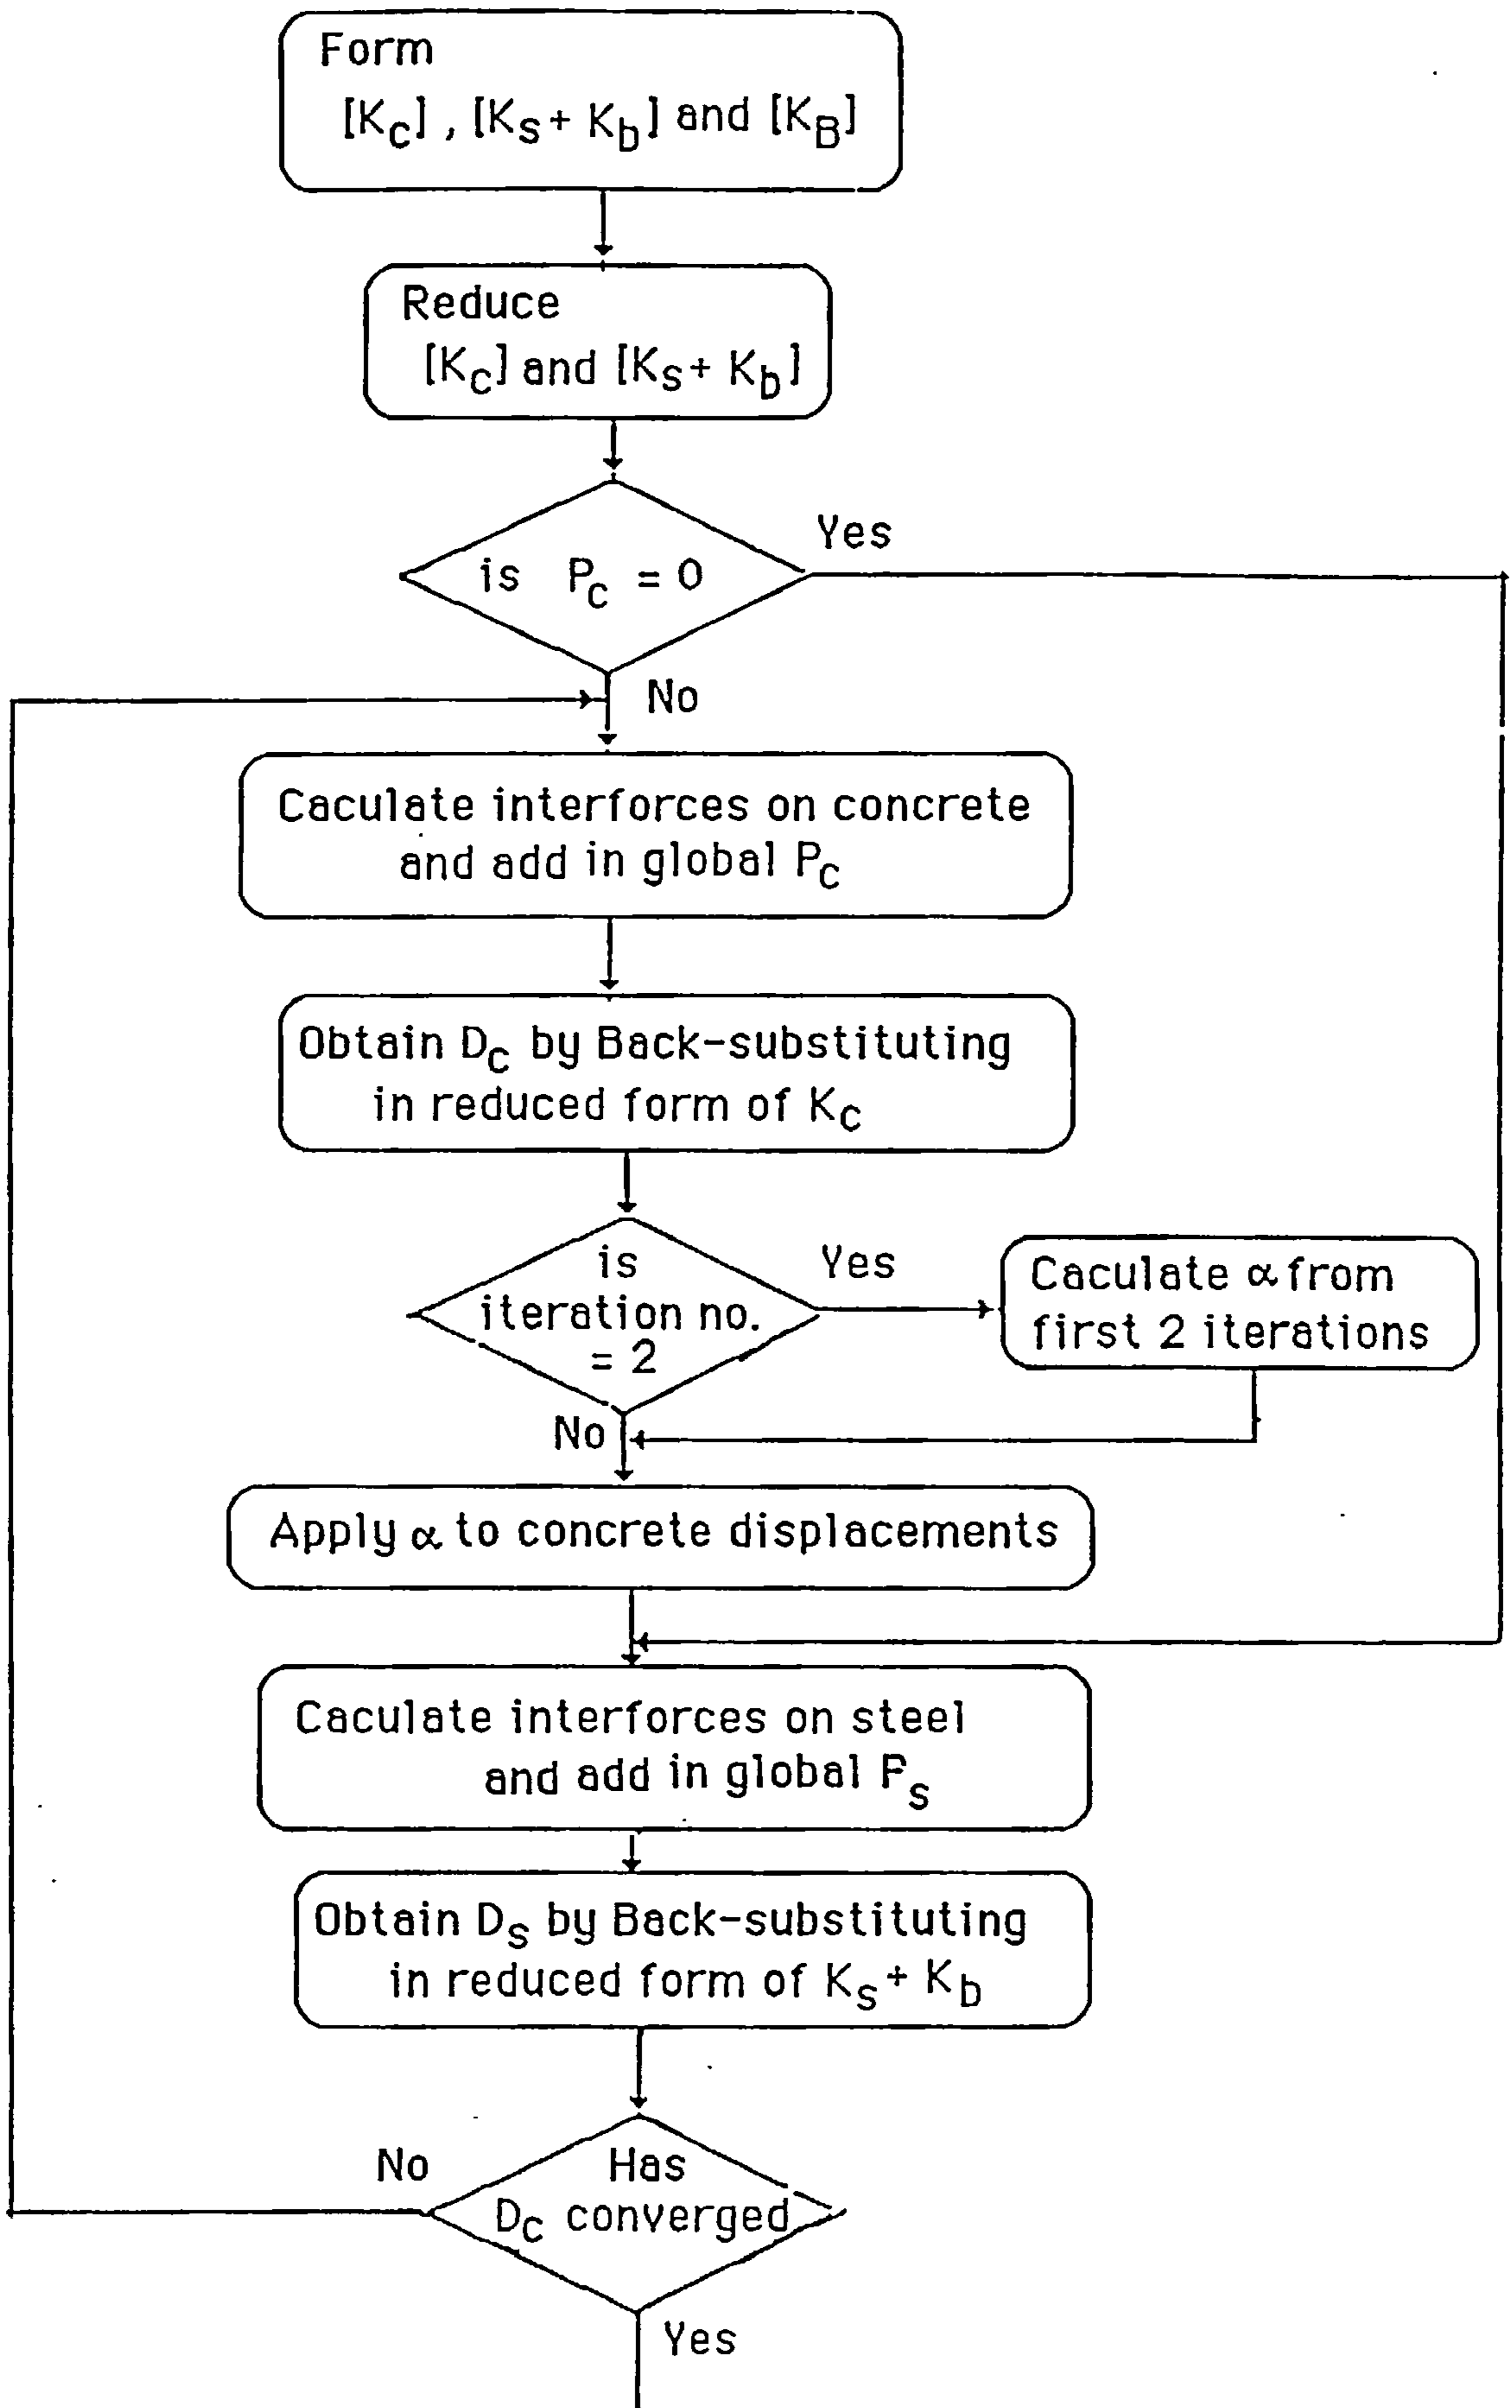 Form
[Kc] , [Ks + Kb] and [KB]
Reduce
[Kc] and [Ks + Kb]
Yes
is Pc = 0
No
Caculate interforces on concrete
and add in global Pc
Obtain Dc by Back-substituting
in reduced form of Kc
is
iteration no.
= 2
Yes
Caculate α from
first 2 iterations
No
Apply α to concrete displacements
Caculate interforces on steel
and add in global Ps
Obtain Ds by Back-substituting
in reduced form of Ks + Kb
No
Has
Dc converged
Yes